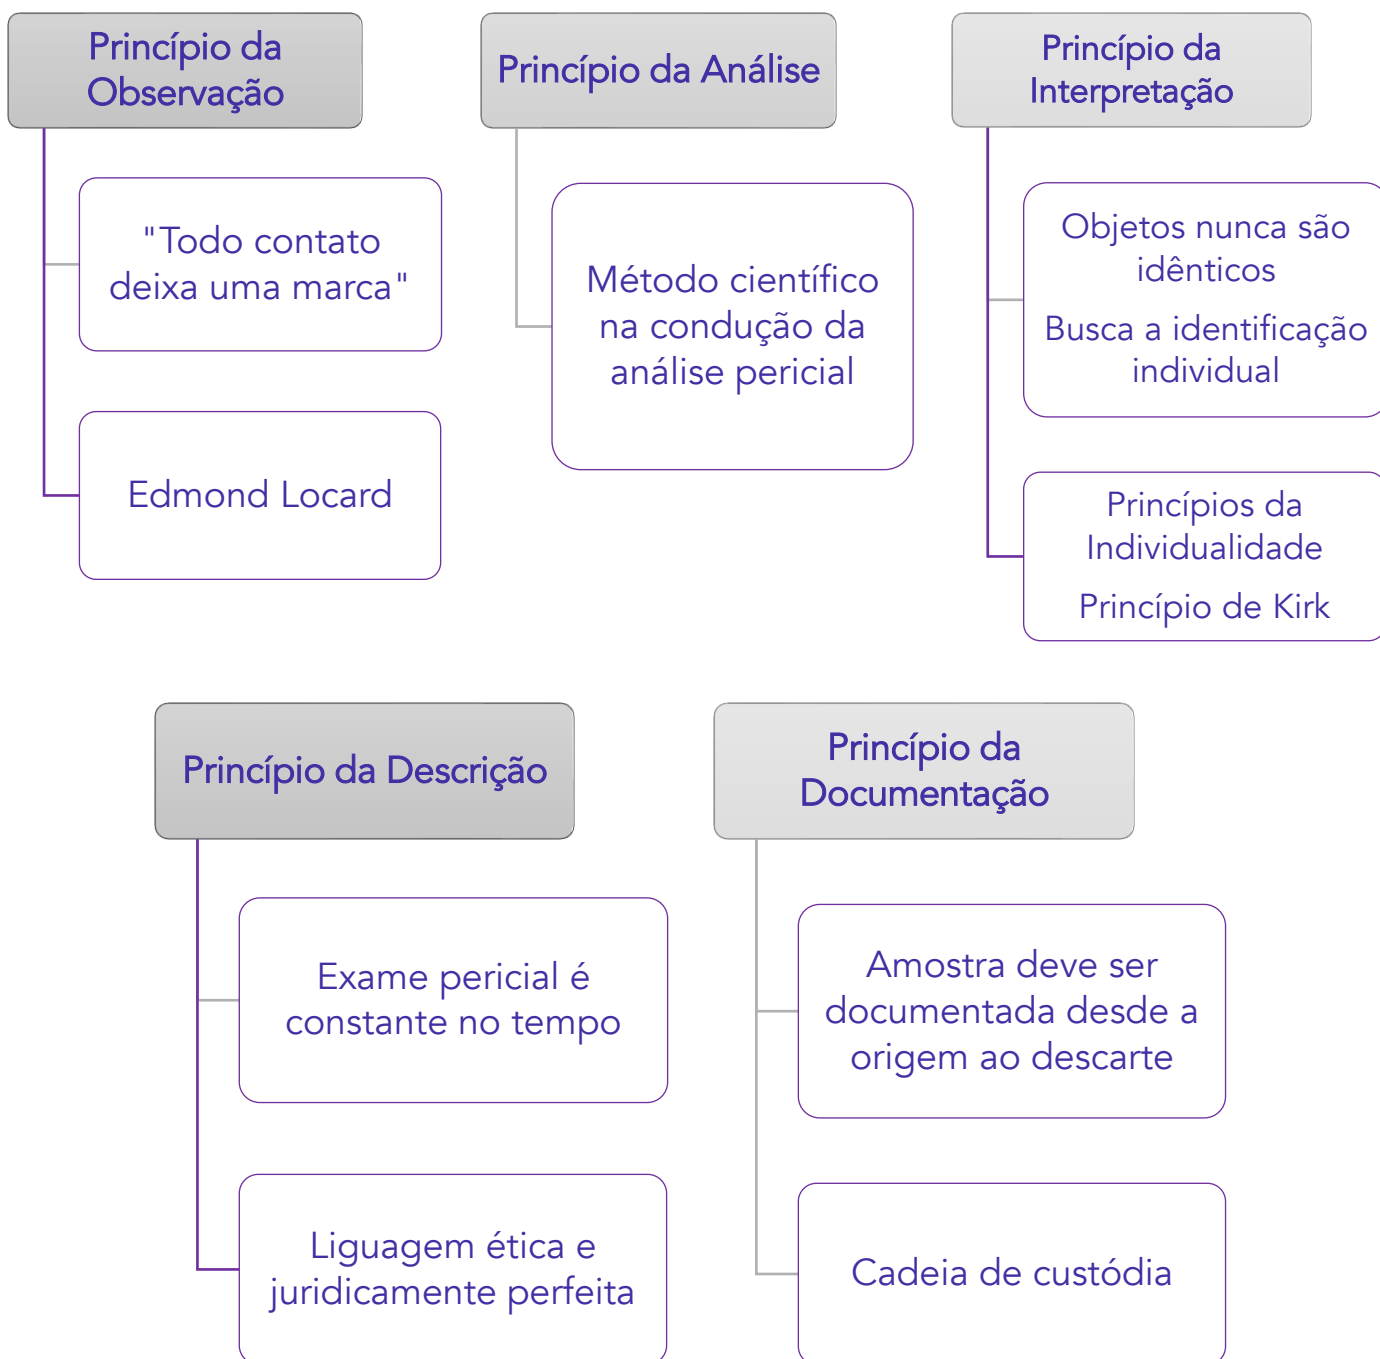 Princípio da
Observação
"Todo contato
deixa uma marca"
Edmond Locard
Princípio da Análise
Método científico
na condução da
análise pericial
Princípio da
Interpretação
Objetos nunca são
idênticos
Busca a identificação
individual
Princípios da
Individualidade
Princípio de Kirk
Princípio da Descrição
Exame pericial é
constante no tempo
Liguagem ética e
juridicamente perfeita
Princípio da
Documentação
Amostra deve ser
documentada desde a
origem ao descarte
Cadeia de custódia